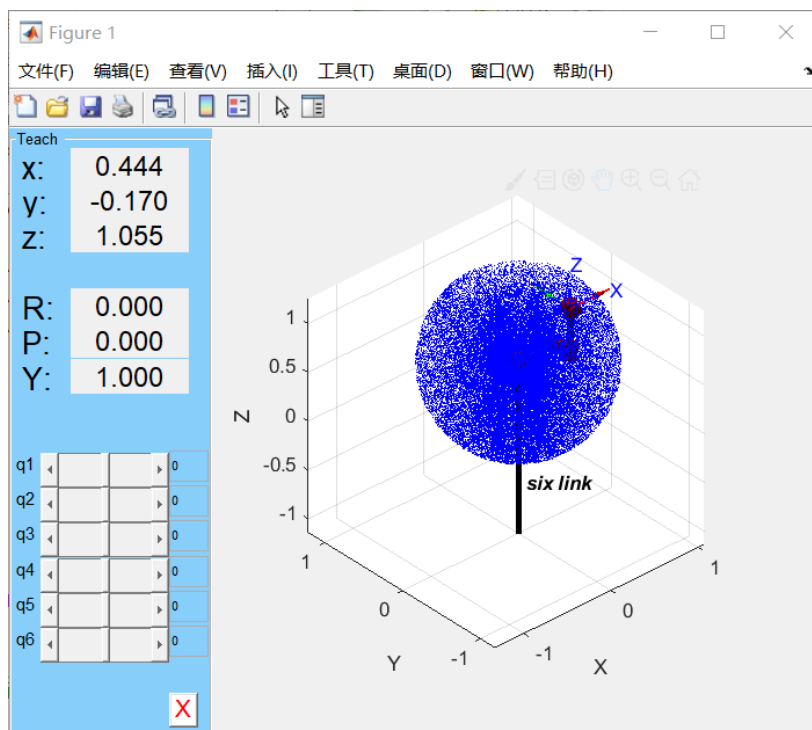 Figure 1
文件(F) 编辑(E) 查看(V) 插入(I) 工具(T) 桌面(D) 窗口(W) 帮助(H)
Teach
x: 0.444
y: -0.170
z: 1.055
R: 0.000
P: 0.000
Y: 1.000
q1 0
q2 0
q3 0
q4 0
q5 0
q6 0
X
Z
X
1
0.5
0
-0.5
-1
Z
six link
1
0
-1
Y
-1
0
1
X